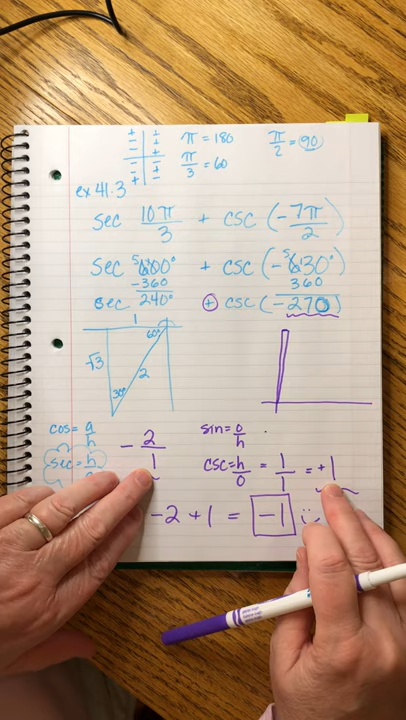 + | + π = 180 π/2 = 90
- | +
- | -
+ | - π/3 = 60
- | -
- | +
ex 41.3
sec 10π/3 + csc (-7π/2)
sec 600° + csc (-630°)
-360 360
sec 240° + csc (-270)
1
60°
√3
2
30°
cos = a/h
sin = o/h
- 2/1
sec = h/
csc = h/o = 1/1 = +1
-2 + 1 = -1 :)